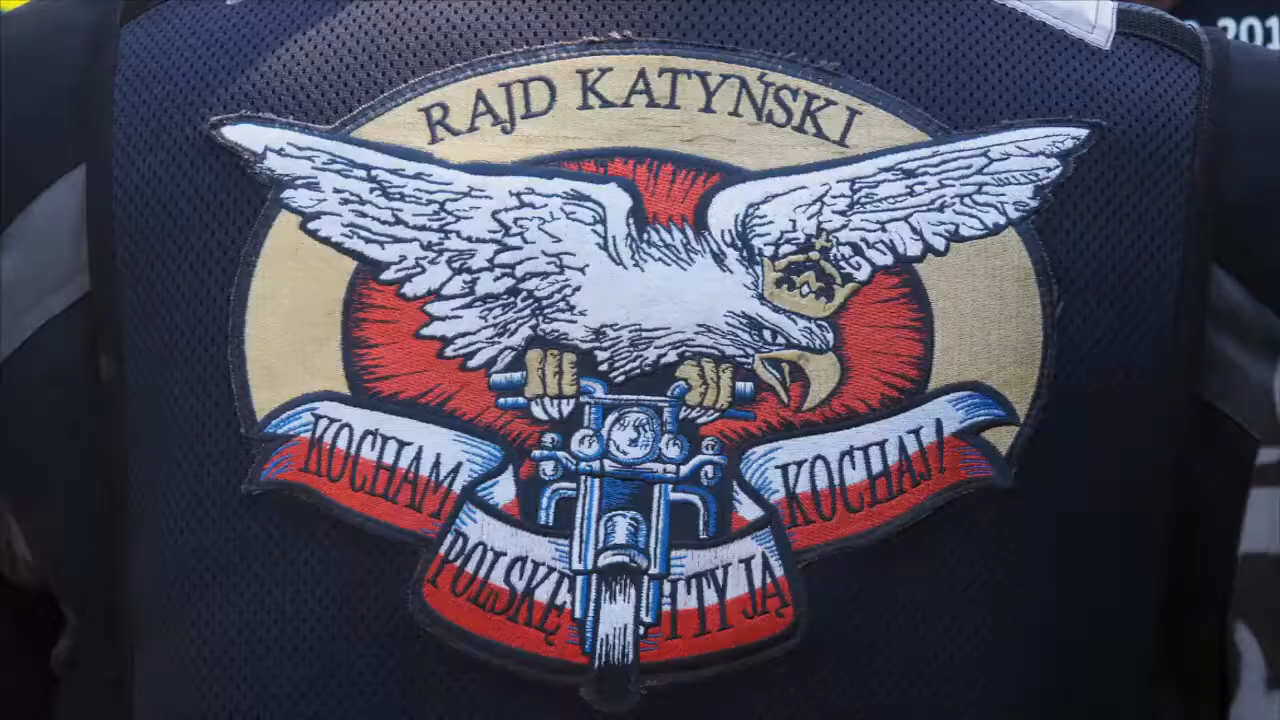 RAJD KATYŃSKI
KOCHAM
POLSKĘ
I TY JĄ
KOCHAJ!